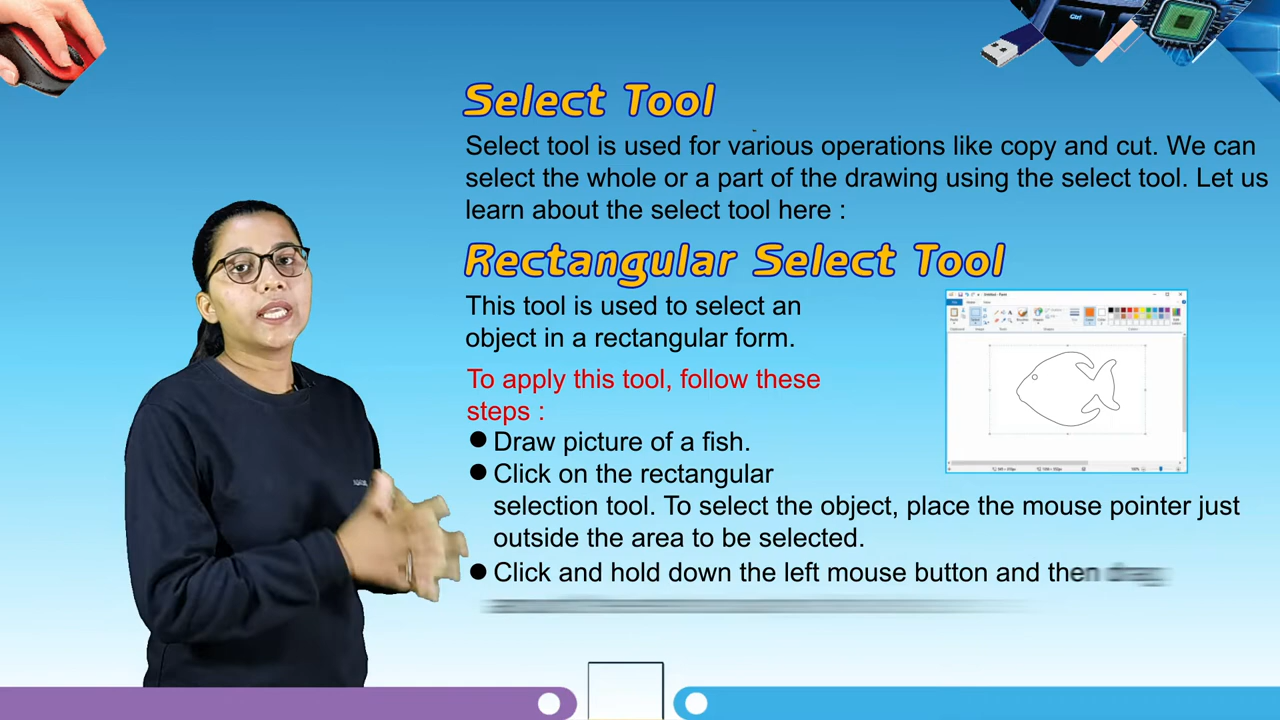 Ctrl
Select Tool
Select tool is used for various operations like copy and cut. We can
select the whole or a part of the drawing using the select tool. Let us
learn about the select tool here :
Rectangular Select Tool
This tool is used to select an
object in a rectangular form.
To apply this tool, follow these
steps :
Draw picture of a fish.
Click on the rectangular
selection tool. To select the object, place the mouse pointer just
outside the area to be selected.
Click and hold down the left mouse button and then